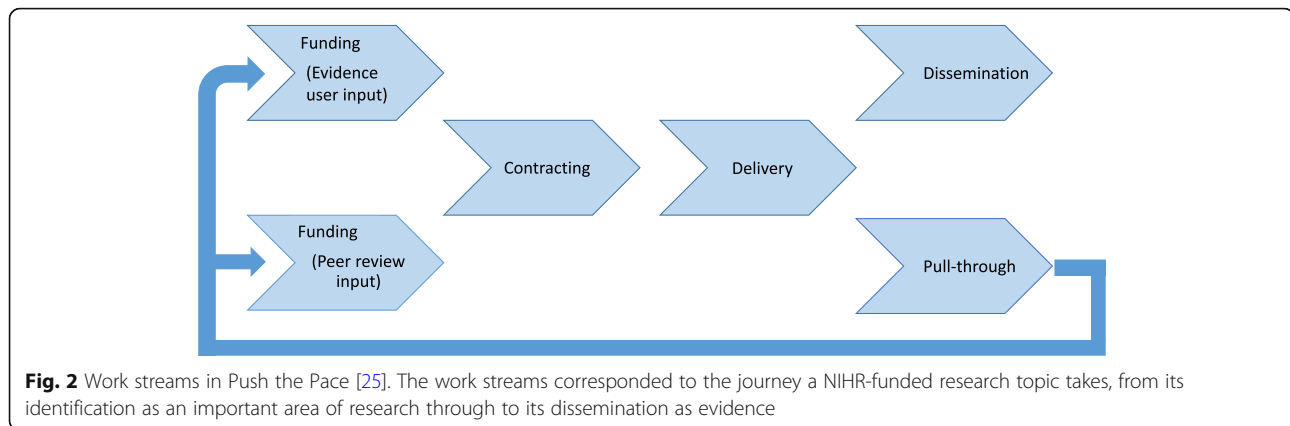 Funding
(Evidence
user input)
Dissemination
Contracting
Delivery
Funding
(Peer review
input)
Pull-through
Fig. 2 Work streams in Push the Pace [25]. The work streams corresponded to the journey a NIHR-funded research topic takes, from its
identification as an important area of research through to its dissemination as evidence